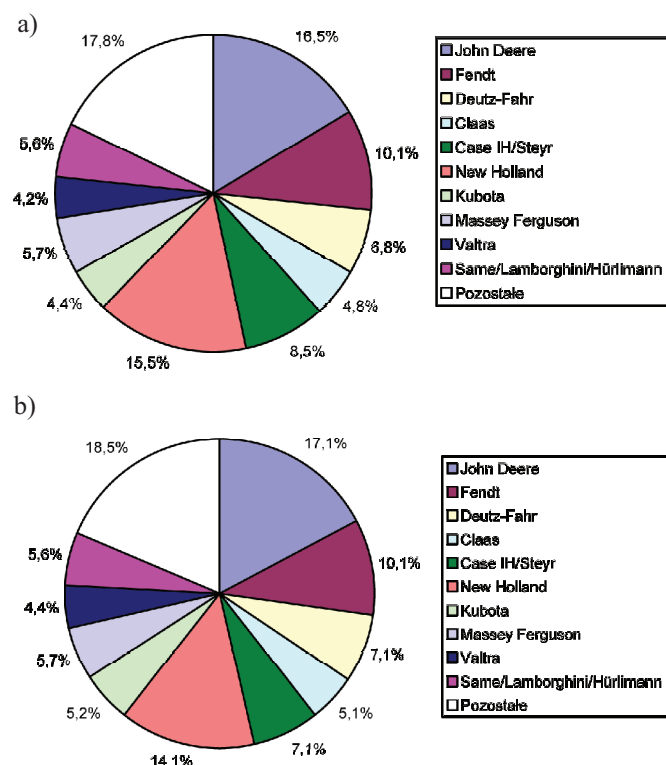 a)
17,8%
16,5%
5,6%
10,1%
4,2%
6,8%
5,7%
4,8%
4,4%
8,5%
15,5%
John Deere
Fendt
Deutz-Fahr
Claas
Case IH/Steyr
New Holland
Kubota
Massey Ferguson
Valtra
Same/Lamborghini/Hürlimann
Pozostałe
b)
18,5%
17,1%
5,6%
10,1%
4,4%
7,1%
5,7%
5,1%
5,2%
7,1%
14,1%
John Deere
Fendt
Deutz-Fahr
Claas
Case IH/Steyr
New Holland
Kubota
Massey Ferguson
Valtra
Same/Lamborghini/Hürlimann
Pozostałe